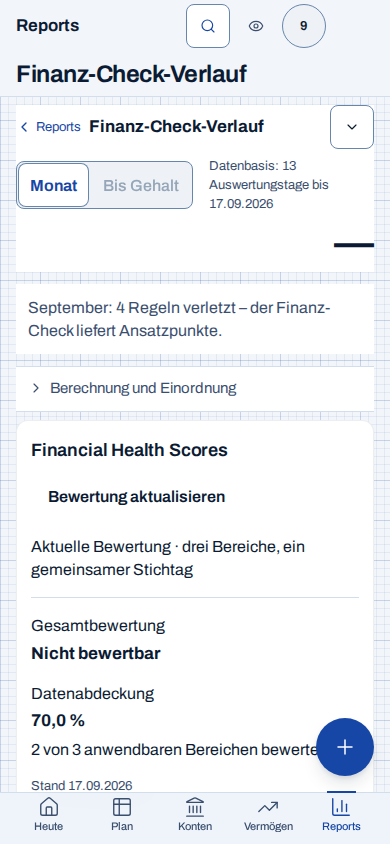 Reports
9
Finanz-Check-Verlauf
Reports Finanz-Check-Verlauf
Monat Bis Gehalt
Datenbasis: 13
Auswertungstage bis
17.09.2026
September: 4 Regeln verletzt – der Finanz-
Check liefert Ansatzpunkte.
Berechnung und Einordnung
Financial Health Scores
Bewertung aktualisieren
Aktuelle Bewertung · drei Bereiche, ein
gemeinsamer Stichtag
Gesamtbewertung
Nicht bewertbar
Datenabdeckung
70,0 %
2 von 3 anwendbaren Bereichen bewerte
Stand 17.09.2026
Heute Plan Konten Vermögen Reports